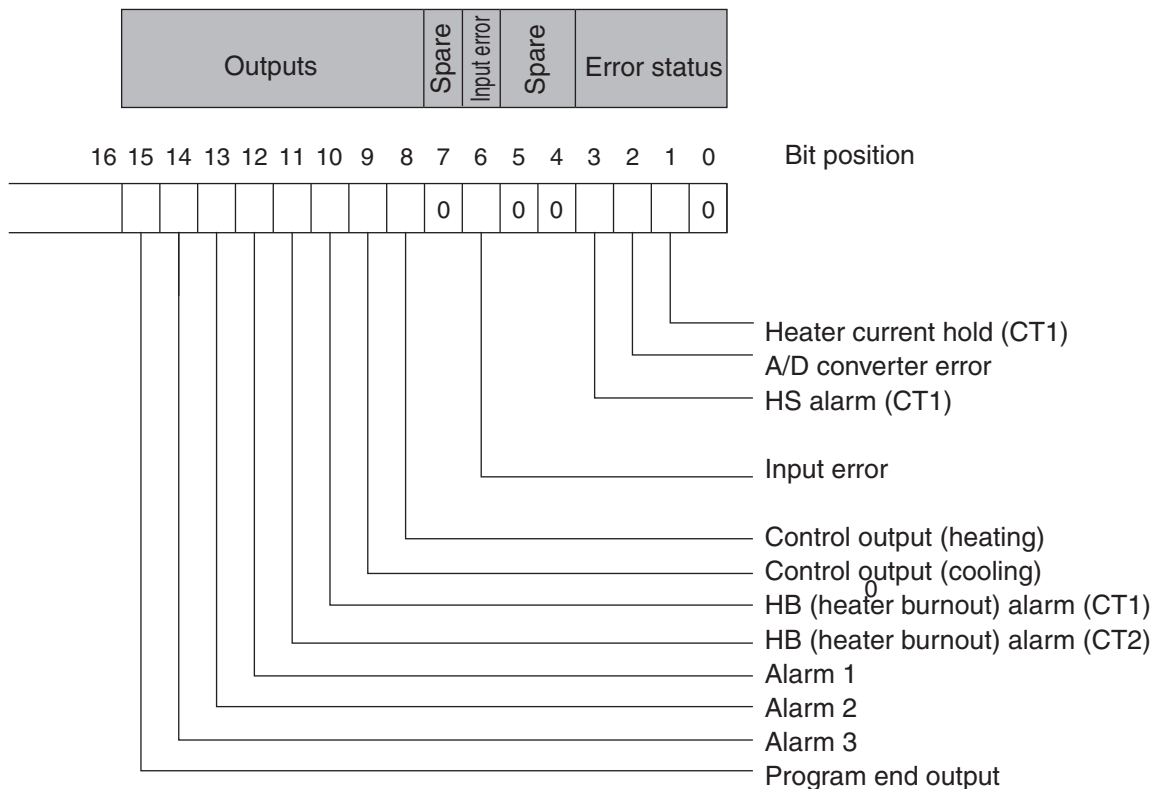 Outputs Spare Input error Spare Error status
16 15 14 13 12 11 10 9 8 7 6 5 4 3 2 1 0 Bit position
0 0 0 0
Heater current hold (CT1)
A/D converter error
HS alarm (CT1)
Input error
Control output (heating)
Control output (cooling)
0
HB (heater burnout) alarm (CT1)
HB (heater burnout) alarm (CT2)
Alarm 1
Alarm 2
Alarm 3
Program end output